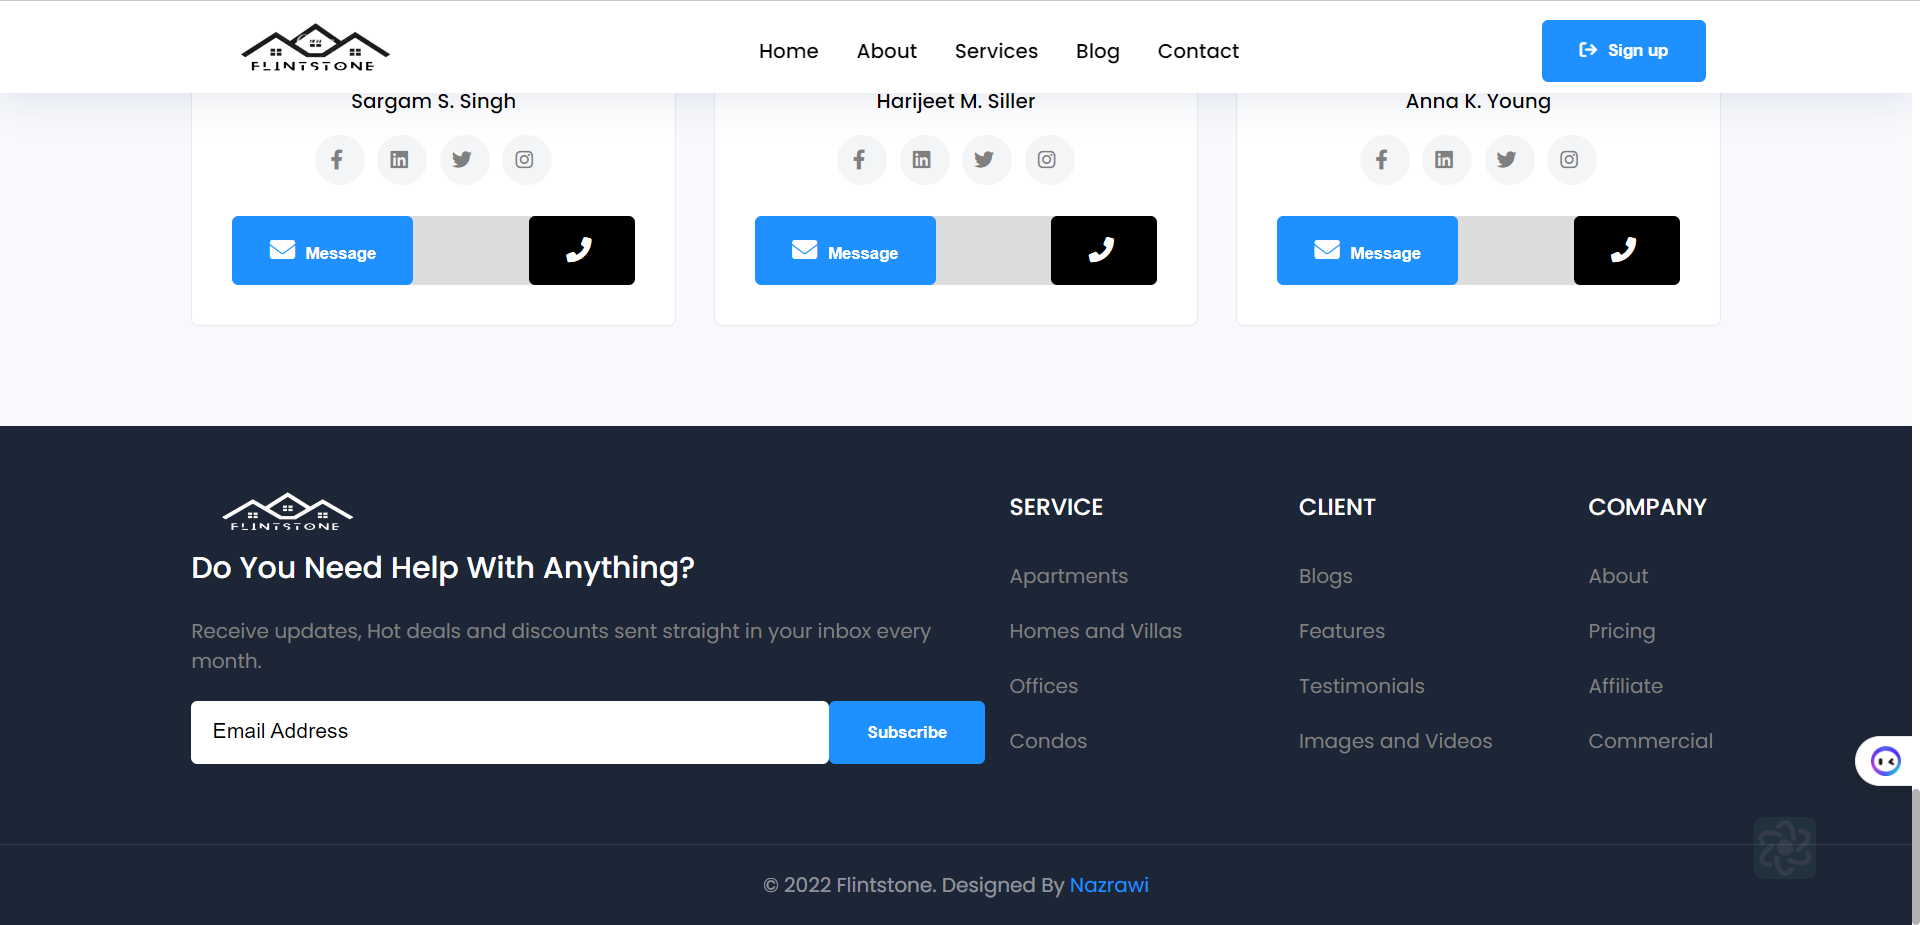 FLINTSTONE
Home About Services Blog Contact
Sign up
Sargam S. Singh
Harijeet M. Siller
Anna K. Young
Message
Message
Message
FLINTSTONE
Do You Need Help With Anything?
Receive updates, Hot deals and discounts sent straight in your inbox every
month.
Email Address
Subscribe
SERVICE
Apartments
Homes and Villas
Offices
Condos
CLIENT
Blogs
Features
Testimonials
Images and Videos
COMPANY
About
Pricing
Affiliate
Commercial
© 2022 Flintstone. Designed By Nazrawi